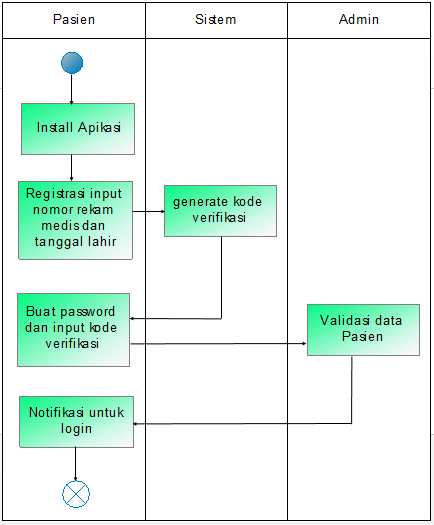 Pasien
Sistem
Admin
Install Apikasi
Registrasi input
nomor rekam
medis dan
tanggal lahir
generate kode
verifikasi
Buat password
dan input kode
verifikasi
Validasi data
Pasien
Notifikasi untuk
login